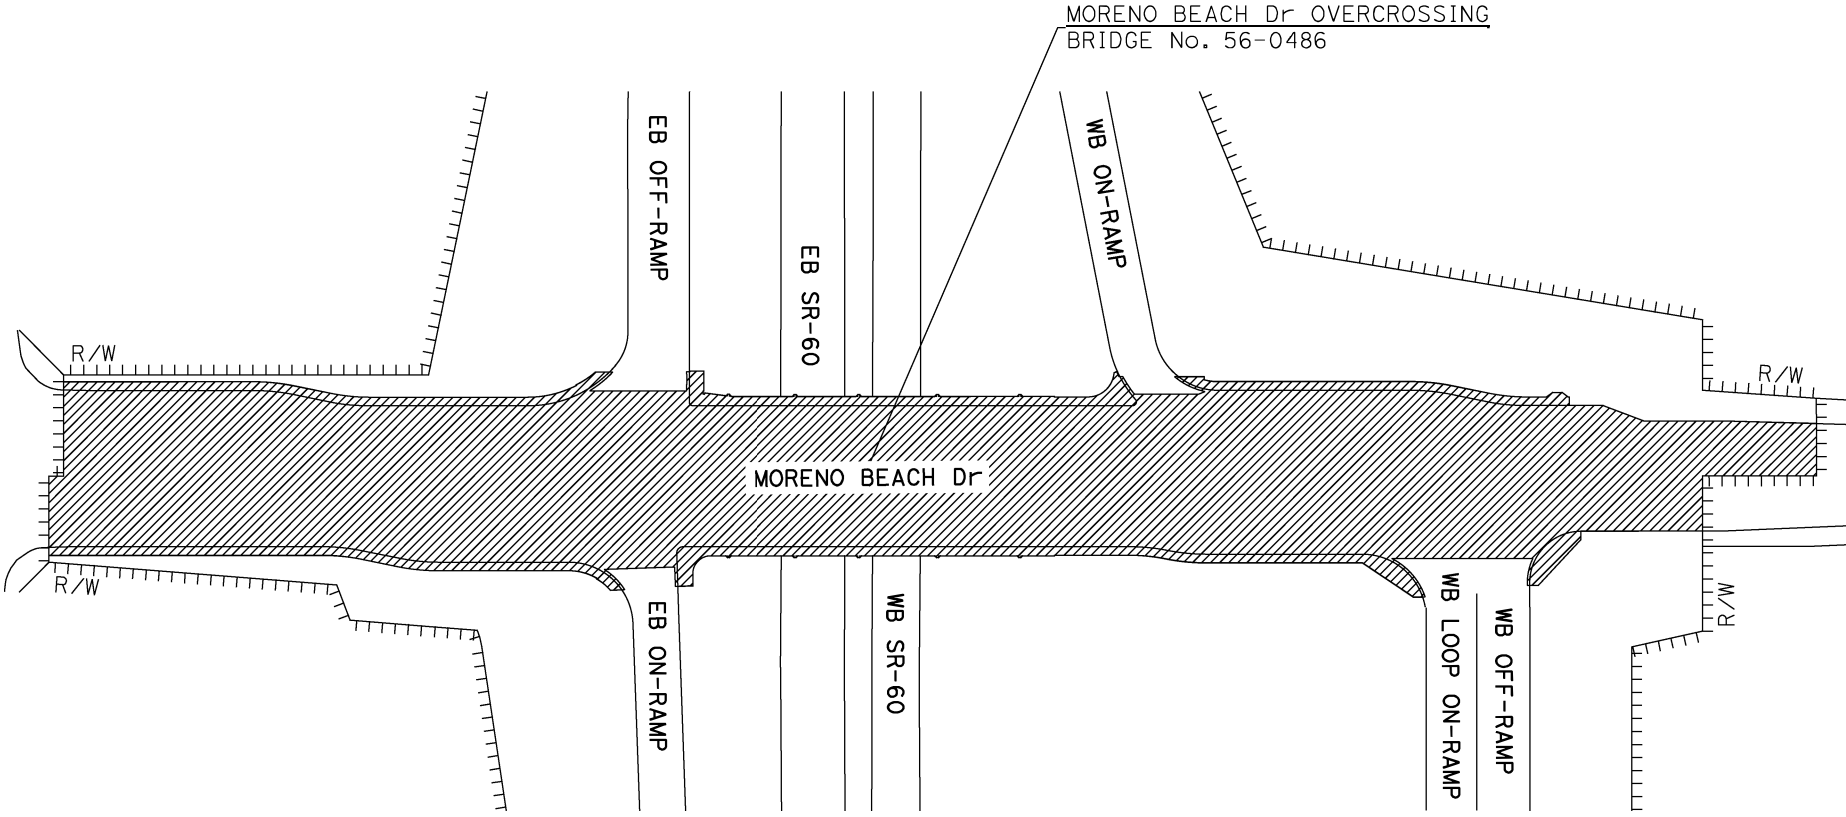 MORENO BEACH Dr OVERCROSSING
BRIDGE No. 56-0486
EB OFF-RAMP
EB SR-60
WB ON-RAMP
R/W
R/W
MORENO BEACH Dr
R/W
EB ON-RAMP
WB SR-60
WB LOOP ON-RAMP
WB OFF-RAMP
R/W